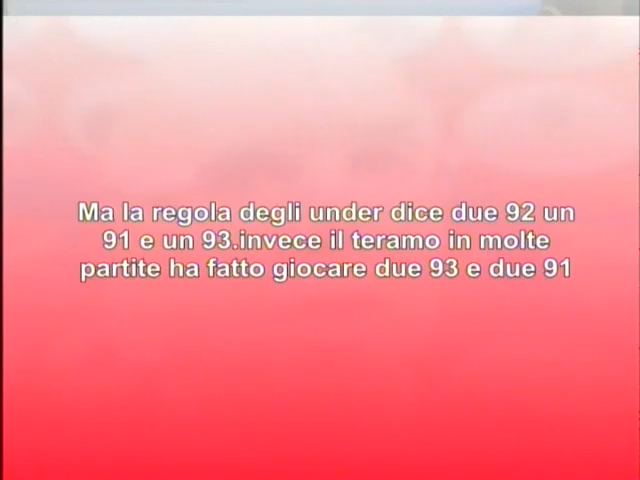 Ma la regola degli under dice due 92 un
91 e un 93.invece il teramo in molte
partite ha fatto giocare due 93 e due 91